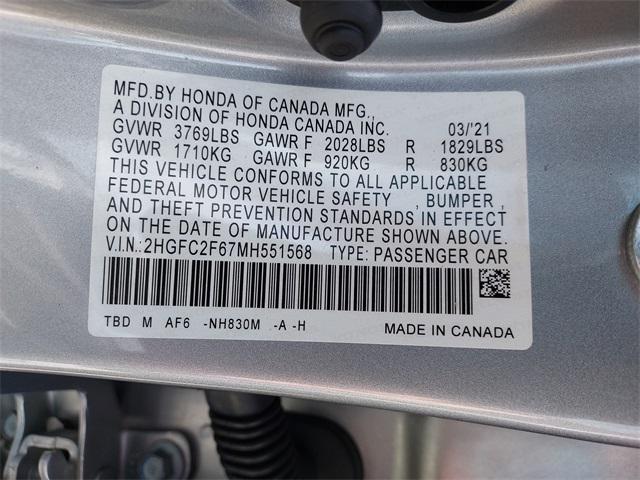 MFD.BY HONDA OF CANADA MFG.,
A DIVISION OF HONDA CANADA INC. 03/'21
GVWR 3769LBS GAWR F 2028LBS R 1829LBS
GVWR 1710KG GAWR F 920KG R 830KG
THIS VEHICLE CONFORMS TO ALL APPLICABLE
FEDERAL MOTOR VEHICLE SAFETY , BUMPER ,
AND THEFT PREVENTION STANDARDS IN EFFECT
ON THE DATE OF MANUFACTURE SHOWN ABOVE.
V.I.N.:2HGFC2F67MH551568 TYPE: PASSENGER CAR
TBD M AF6 -NH830M -A -H MADE IN CANADA